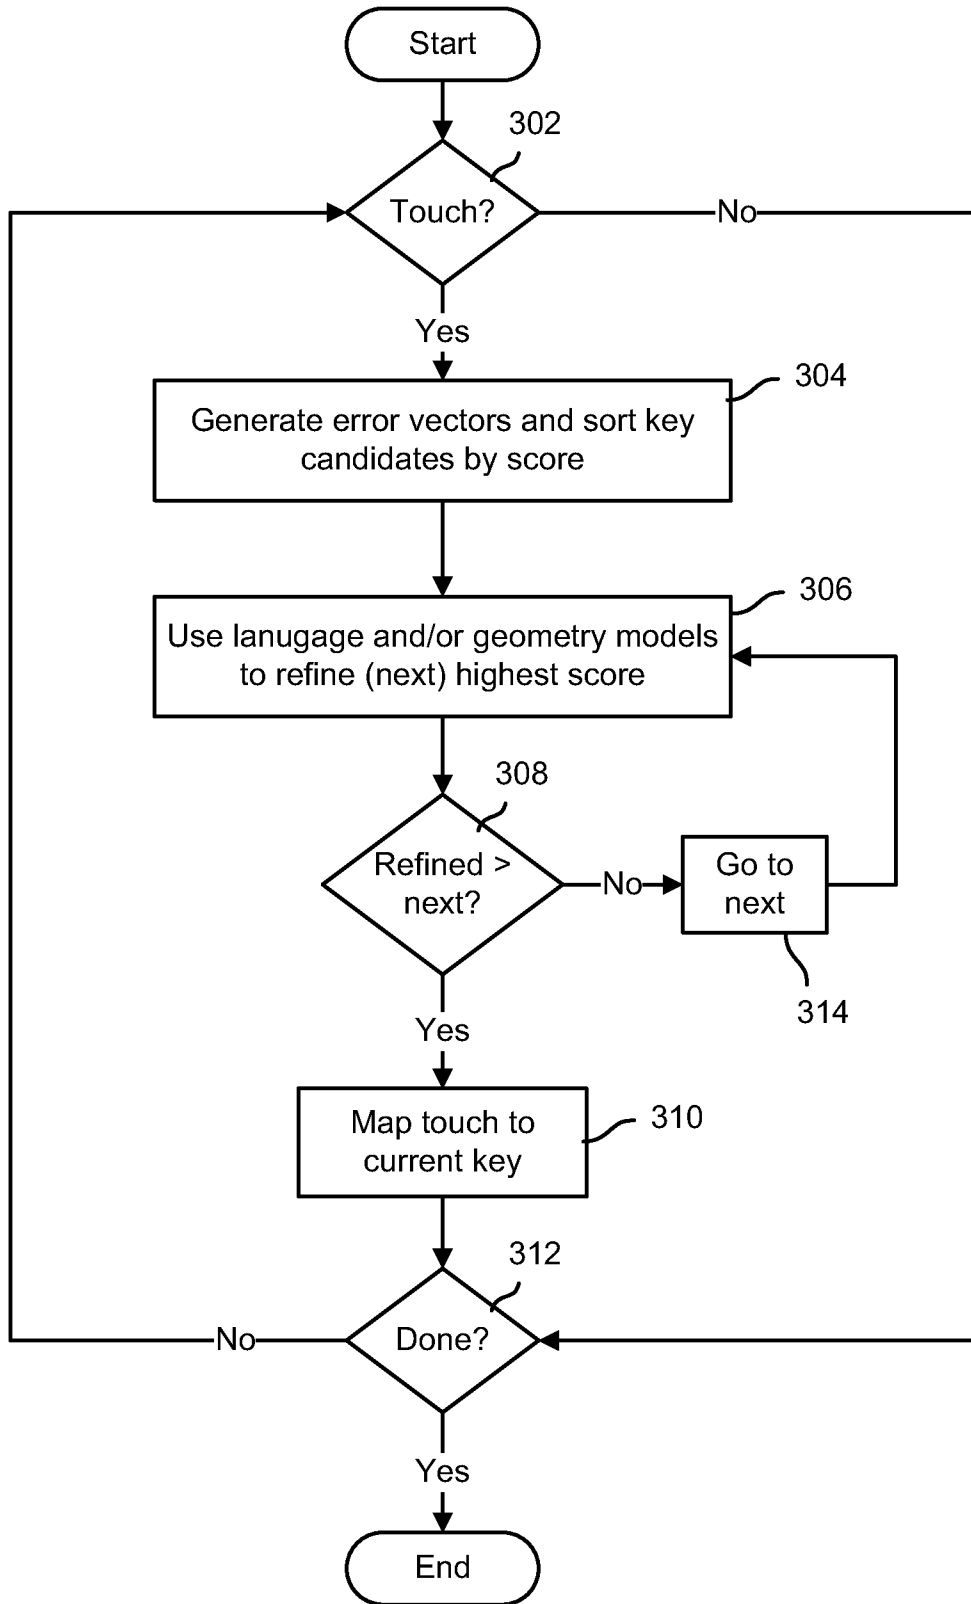 Start
302
Touch?
No
Yes
304
Generate error vectors and sort key
candidates by score
306
Use lanugage and/or geometry models
to refine (next) highest score
308
Refined >
next?
No
Go to
next
314
Yes
310
Map touch to
current key
312
Done?
No
Yes
End